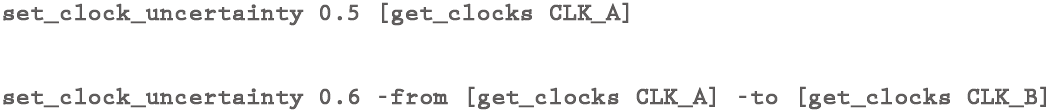 set_clock_uncertainty 0.5 [get_clocks CLK_A]
set_clock_uncertainty 0.6 -from [get_clocks CLK_A] -to [get_clocks CLK_B]